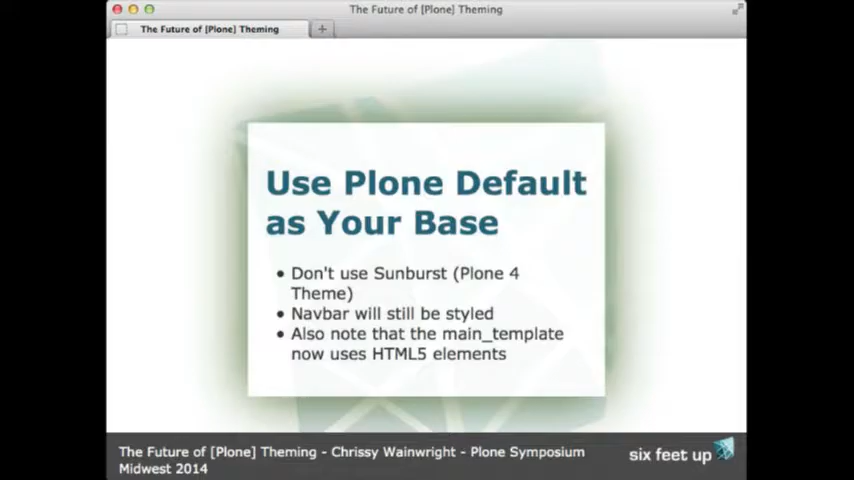 The Future of [Plone] Theming
The Future of [Plone] Theming
Use Plone Default
as Your Base
• Don't use Sunburst (Plone 4
Theme)
• Navbar will still be styled
• Also note that the main_template
now uses HTML5 elements
The Future of [Plone] Theming - Chrissy Wainwright - Plone Symposium
Midwest 2014
six feet up